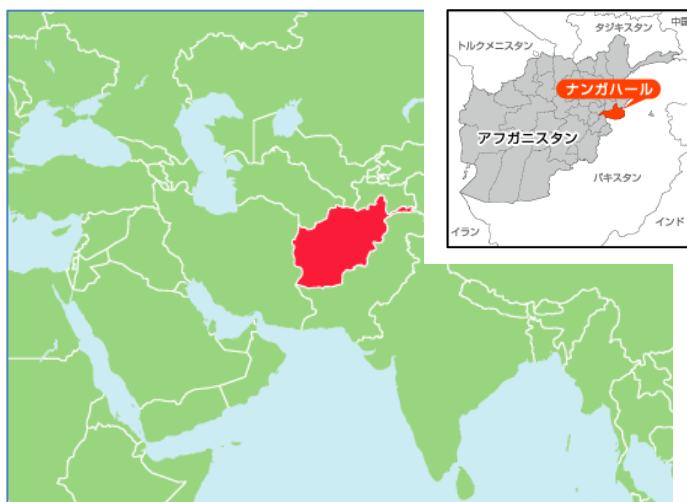 タジキスタン
中国
トルクメニスタン
ナンガハール
アフガニスタン
パキスタン
イラン
インド